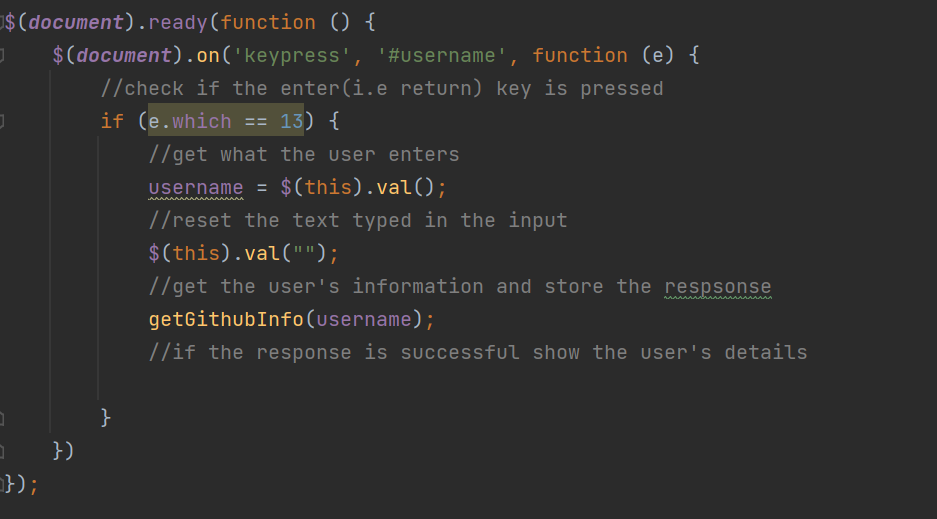 $(document).ready(function () {
$(document).on('keypress', '#username', function (e) {
//check if the enter(i.e return) key is pressed
if (e.which == 13) {
//get what the user enters
username = $(this).val();
//reset the text typed in the input
$(this).val("");
//get the user's information and store the respsonse
getGithubInfo(username);
//if the response is successful show the user's details
}
})
});